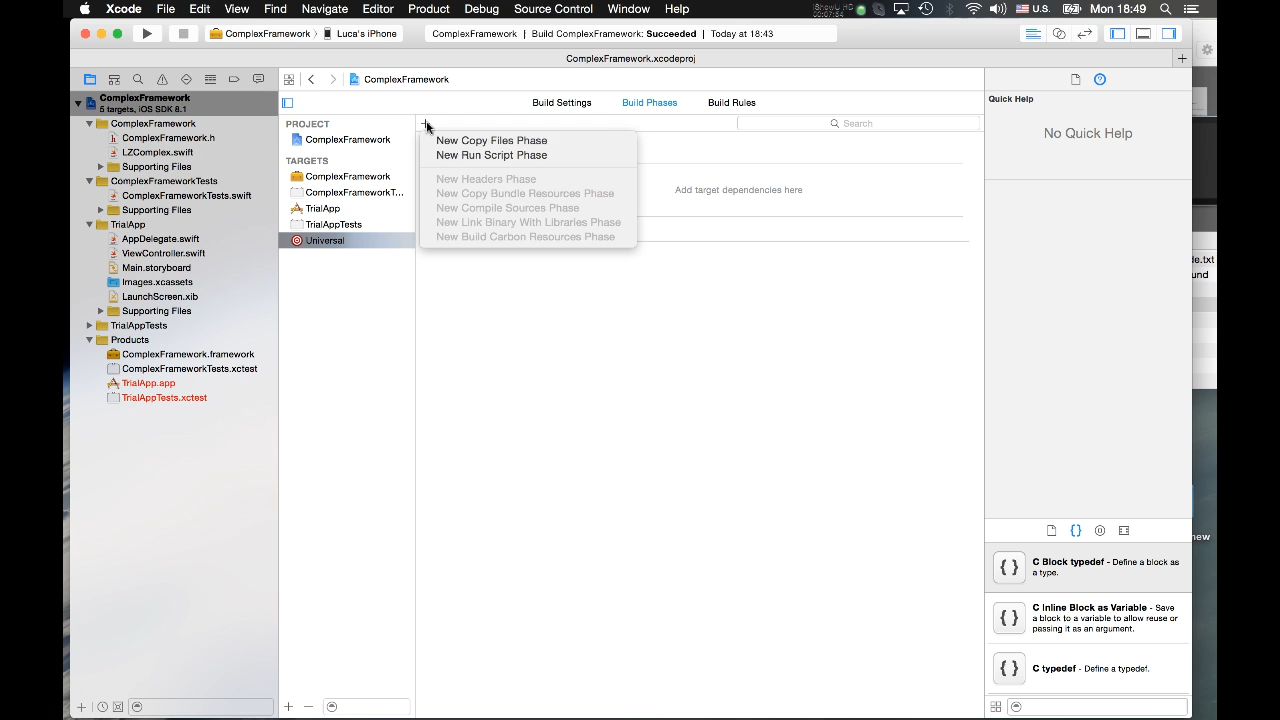 Xcode File Edit View Find Navigate Editor Product Debug Source Control Window Help
U.S. Mon 18:49
ComplexFramework Luca's iPhone
ComplexFramework | Build ComplexFramework: Succeeded | Today at 18:43
ComplexFramework.xcodeproj
ComplexFramework
5 targets, iOS SDK 8.1
ComplexFramework
ComplexFramework.h
LZComplex.swift
Supporting Files
ComplexFrameworkTests
ComplexFrameworkTests.swift
Supporting Files
TrialApp
AppDelegate.swift
ViewController.swift
Main.storyboard
Images.xcassets
LaunchScreen.xib
Supporting Files
TrialAppTests
Products
ComplexFramework.framework
ComplexFrameworkTests.xctest
TrialApp.app
TrialAppTests.xctest
ComplexFramework
Build Settings Build Phases Build Rules
PROJECT
ComplexFramework
TARGETS
ComplexFramework
ComplexFrameworkT...
TrialApp
TrialAppTests
Universal
Search
New Copy Files Phase
New Run Script Phase
New Headers Phase
New Copy Bundle Resources Phase
New Compile Sources Phase
New Link Binary With Libraries Phase
New Build Carbon Resources Phase
Add target dependencies here
Quick Help
No Quick Help
C Block typedef - Define a block as
a type.
C Inline Block as Variable - Save
a block to a variable to allow reuse or
passing it as an argument.
C typedef - Define a typedef.